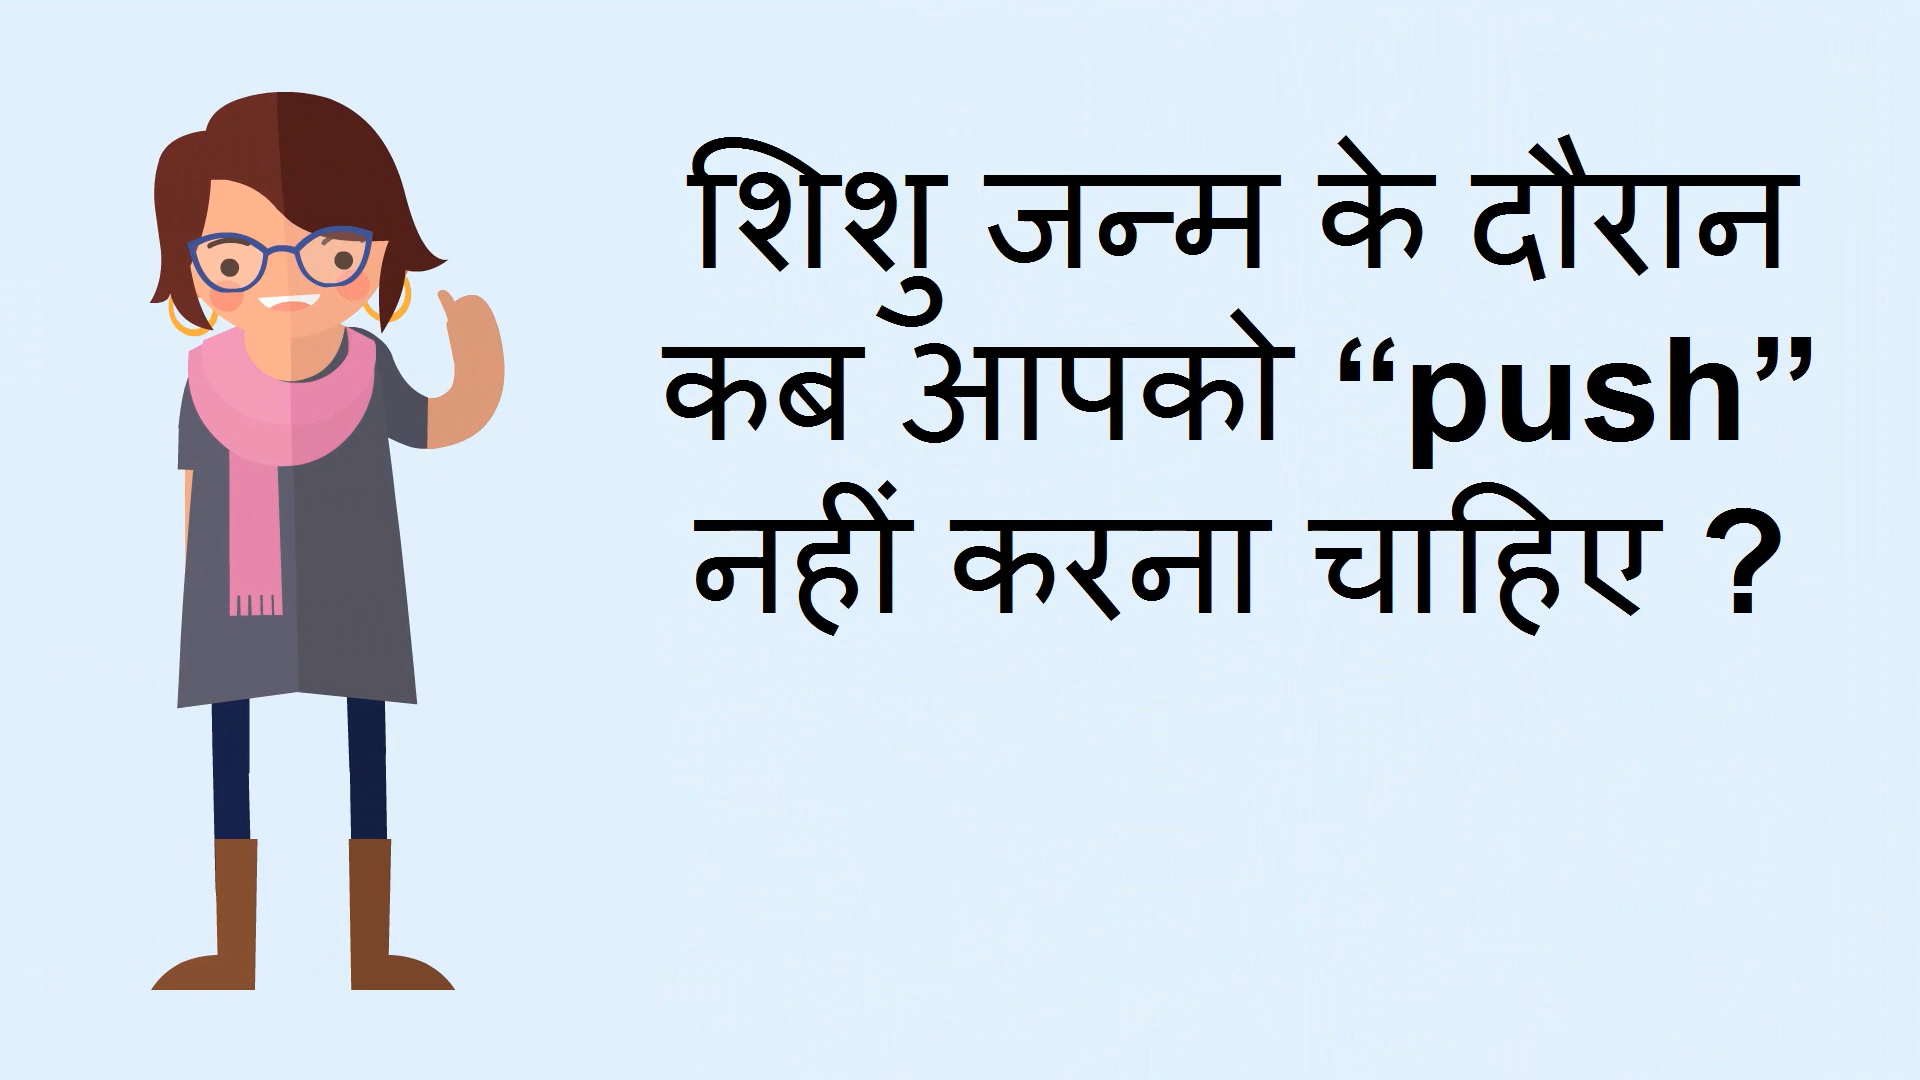 शिशु जन्म के दौरान
कब आपको “push”
नहीं करना चाहिए ?